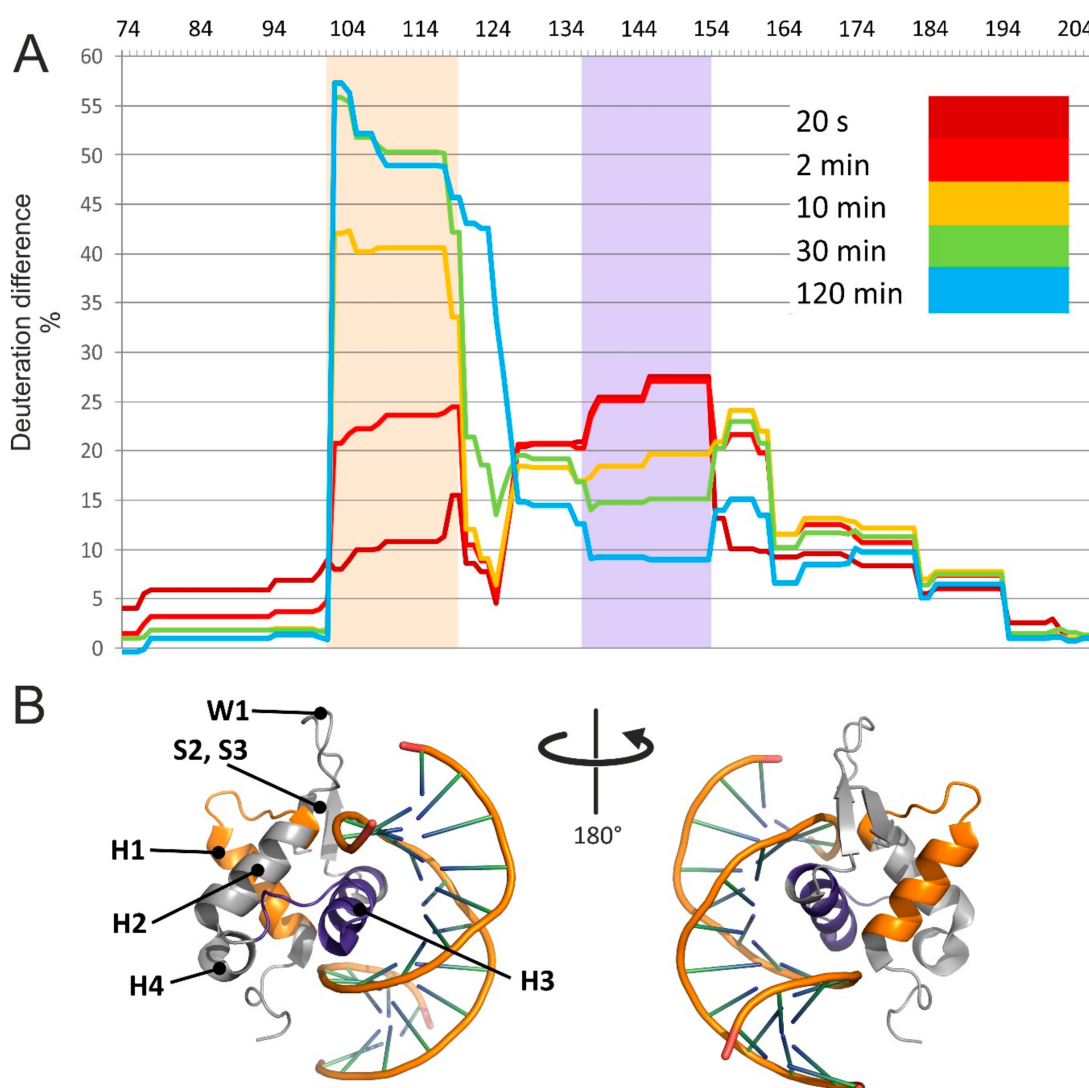 A
74 84 94 104 114 124 134 144 154 164 174 184 194 204
60
55
50
45
40
35
30
25
20
15
10
5
0
Deuteration difference
%
20 s
2 min
10 min
30 min
120 min
B
W1
S2, S3
H1
H2
H4
H3
180°